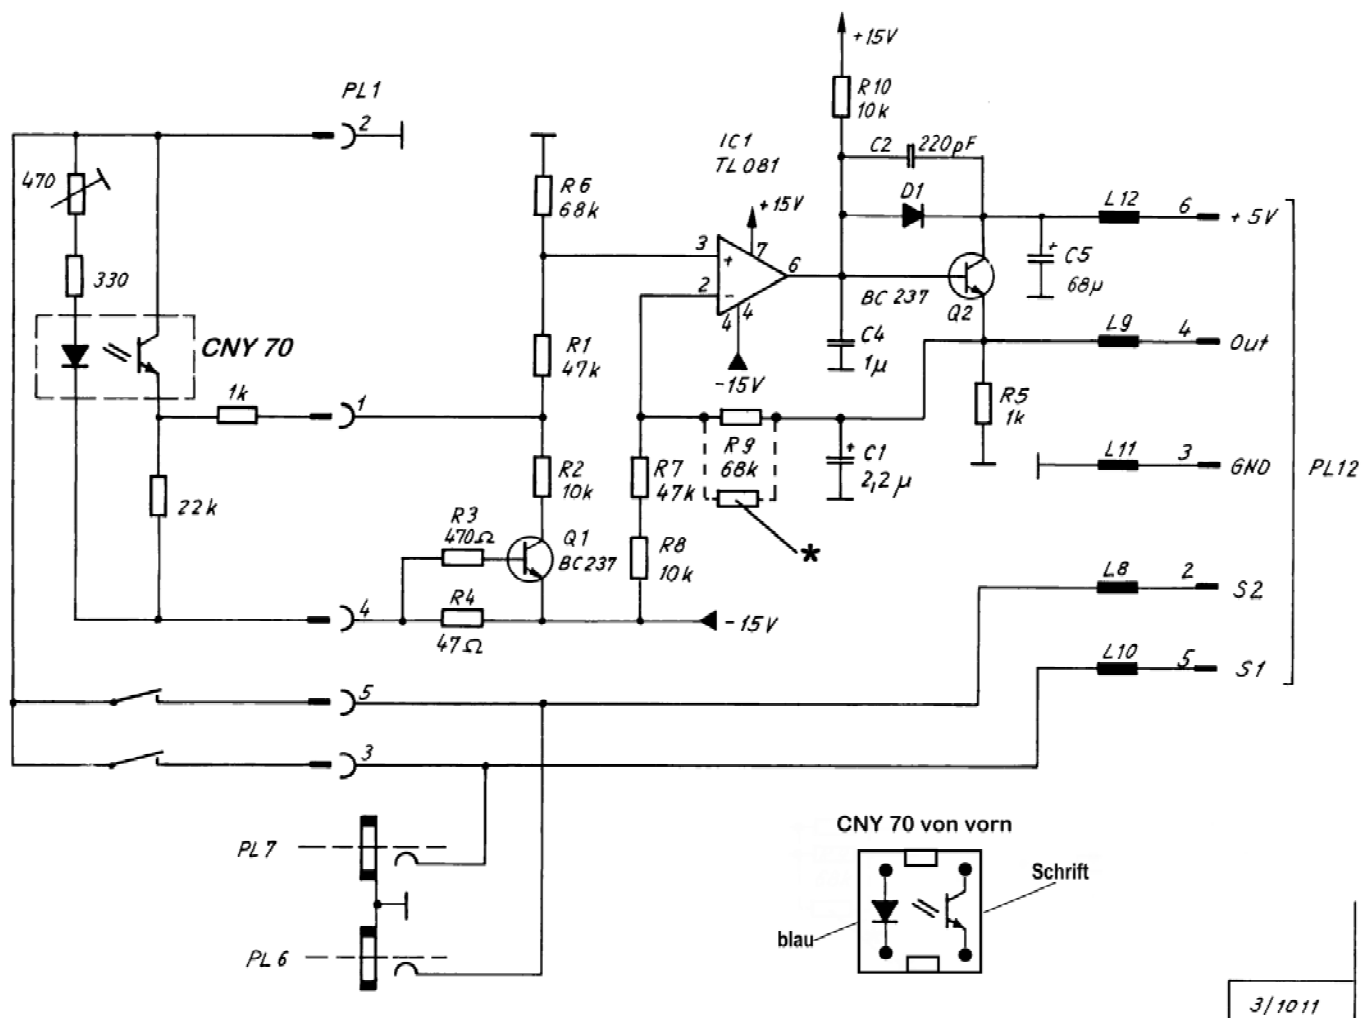 +15V
PL1
2
R10
10k
IC1
TL081
C2
220pF
470
R6
68k
+15V
D1
L12
6
+5V
3
+
7
6
2
-
4
4
330
C5
68µ
+
BC237
Q2
CNY 70
R1
47k
C4
1µ
L9
4
Out
-15V
1k
1
R5
1k
R9
68k
+
C1
2,2µ
L11
3
GND
PL12
R2
10k
R7
47k
22k
R3
470Ω
Q1
BC237
R8
10k
*
L8
2
S2
4
R4
47Ω
-15V
L10
5
S1
5
3
CNY 70 von vorn
PL7
Schrift
blau
PL6
3/1011